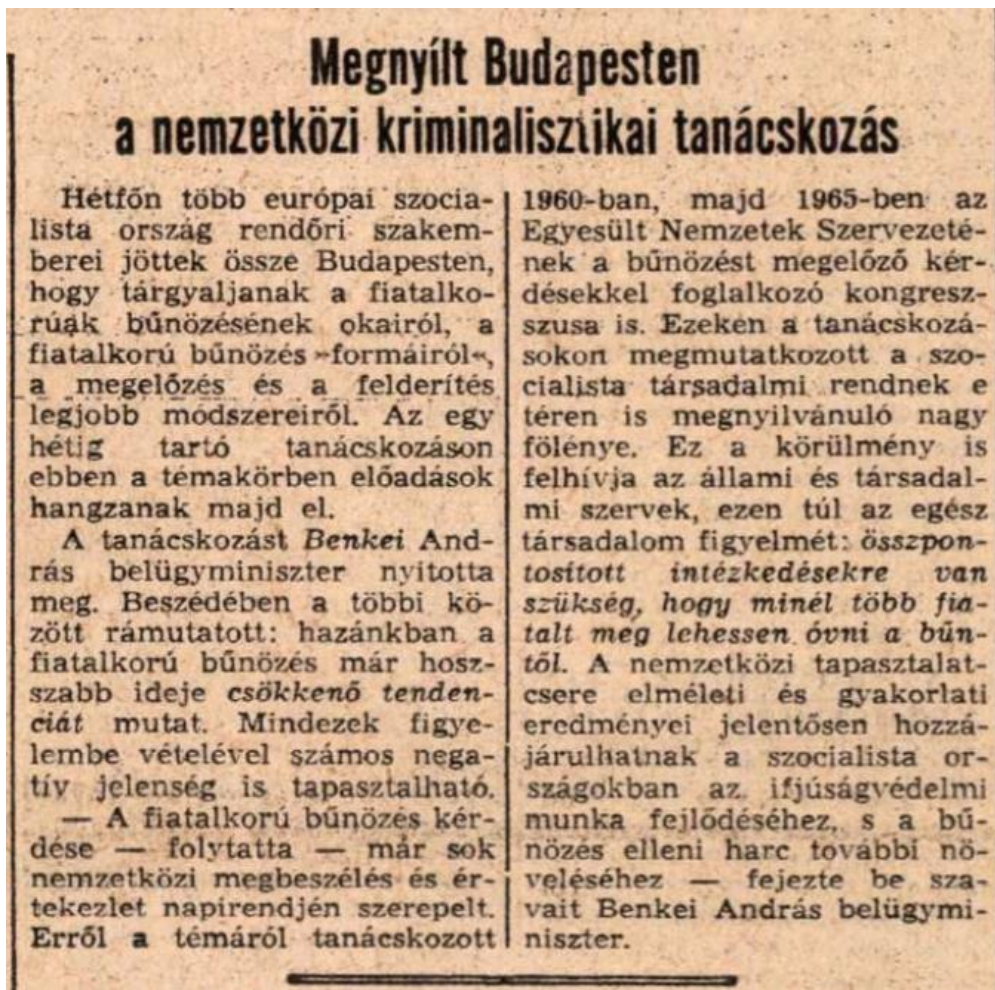 Megnyílt Budapesten
a nemzetközi kriminalisztikai tanácskozás
Hétfőn több európai szocia-
lista ország rendőri szakem-
berei jöttek össze Budapesten,
hogy tárgyaljanak a fiatalko-
rúak bűnözésének okairól, a
fiatalkorú bűnözés »formáiról«,
a megelőzés és a felderítés
legjobb módszereiről. Az egy
hétig tartó tanácskozáson
ebben a témakörben előadások
hangzanak majd el.
A tanácskozást Benkei And-
rás belügyminiszter nyitotta
meg. Beszédében a többi kö-
zött rámutatott: hazánkban a
fiatalkorú bűnözés már hosz-
szabb ideje csökkenő tenden-
ciát mutat. Mindezek figye-
lembe vételével számos nega-
tív jelenség is tapasztalható.
— A fiatalkorú bűnözés kér-
dése — folytatta — már sok
nemzetközi megbeszélés és ér-
tekezlet napirendjén szerepelt.
Erről a témáról tanácskozott
1960-ban, majd 1965-ben az
Egyesült Nemzetek Szervezeté-
nek a bűnözést megelőző kér-
désekkel foglalkozó kongresz-
szusa is. Ezeken a tanácskozá-
sokon megmutatkozott a szo-
cialista társadalmi rendnek e
téren is megnyilvánuló nagy
fölénye. Ez a körülmény is
felhívja az állami és társadal-
mi szervek, ezen túl az egész
társadalom figyelmét: összpon-
tosított intézkedésekre van
szükség, hogy minél több fia-
talt meg lehessen óvni a bűn-
től. A nemzetközi tapasztalat-
csere elméleti és gyakorlati
eredményei jelentősen hozzá-
járulhatnak a szocialista or-
szágokban az ifjúságvédelmi
munka fejlődéséhez, s a bű-
nözés elleni harc további nö-
veléséhez — fejezte be sza-
vait Benkei András belügymi-
niszter.